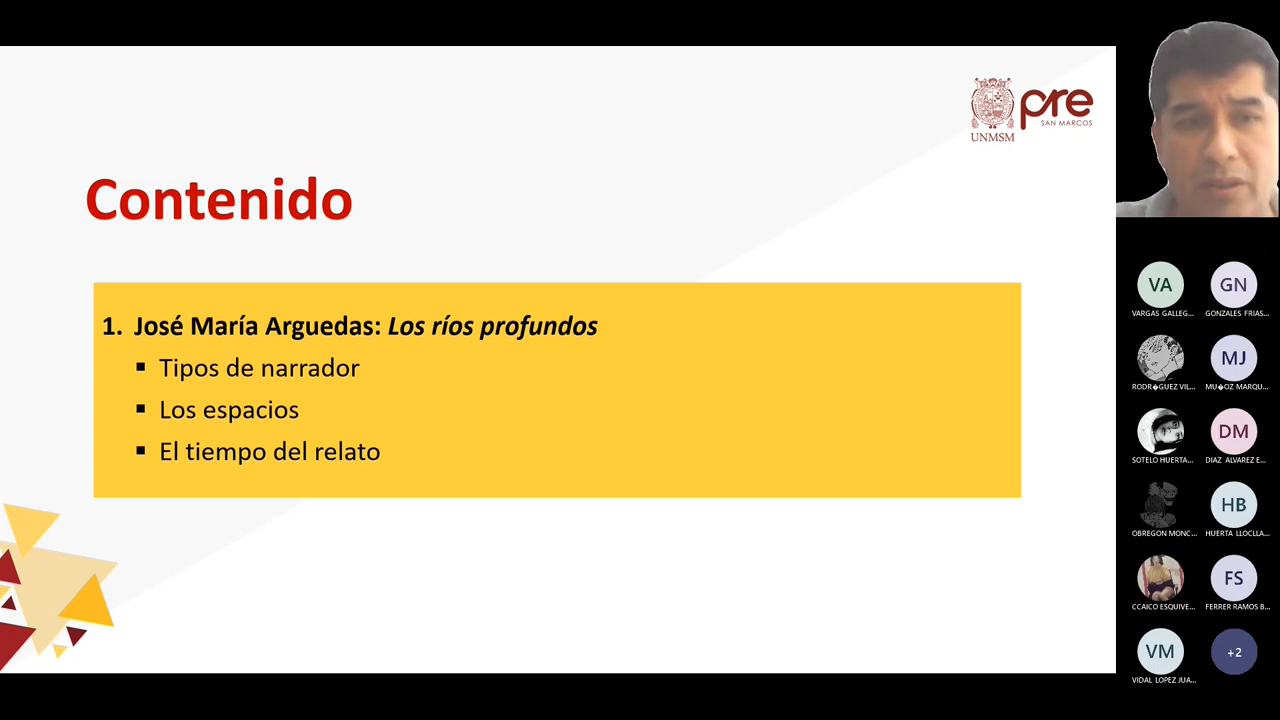 UNMSM
pre
SAN MARCOS
Contenido
1. José María Arguedas: Los ríos profundos
▪ Tipos de narrador
▪ Los espacios
▪ El tiempo del relato
VA
GN
VARGAS GALLEG...
GONZALES FRIAS...
MJ
RODR�GUEZ VIL...
MU�OZ MARQU...
DM
SOTELO HUERTA...
DIAZ ALVAREZ E...
HB
OBREGON MONC...
HUERTA LLOCLLA...
FS
CCAICO ESQUIVE...
FERRER RAMOS B...
VM
+2
VIDAL LOPEZ JUA...